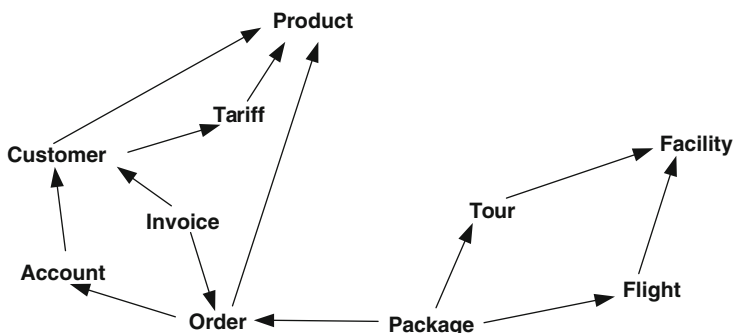 Product
Tariff
Customer
Facility
Tour
Invoice
Account
Flight
Order
Package